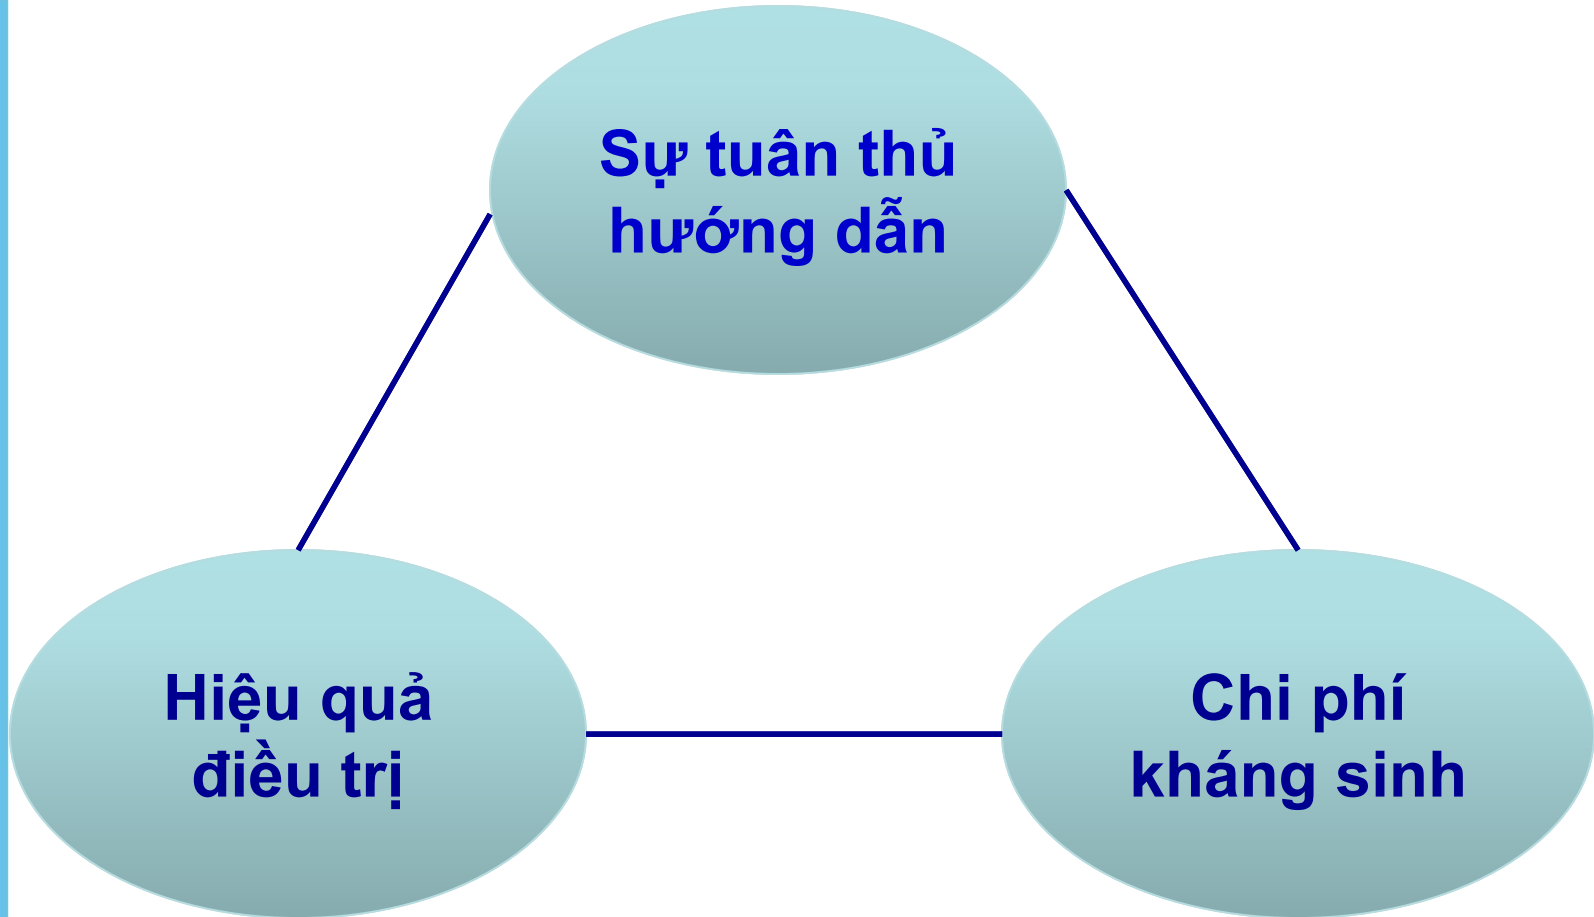 Sự tuân thủ
hướng dẫn
Hiệu quả
điều trị
Chi phí
kháng sinh